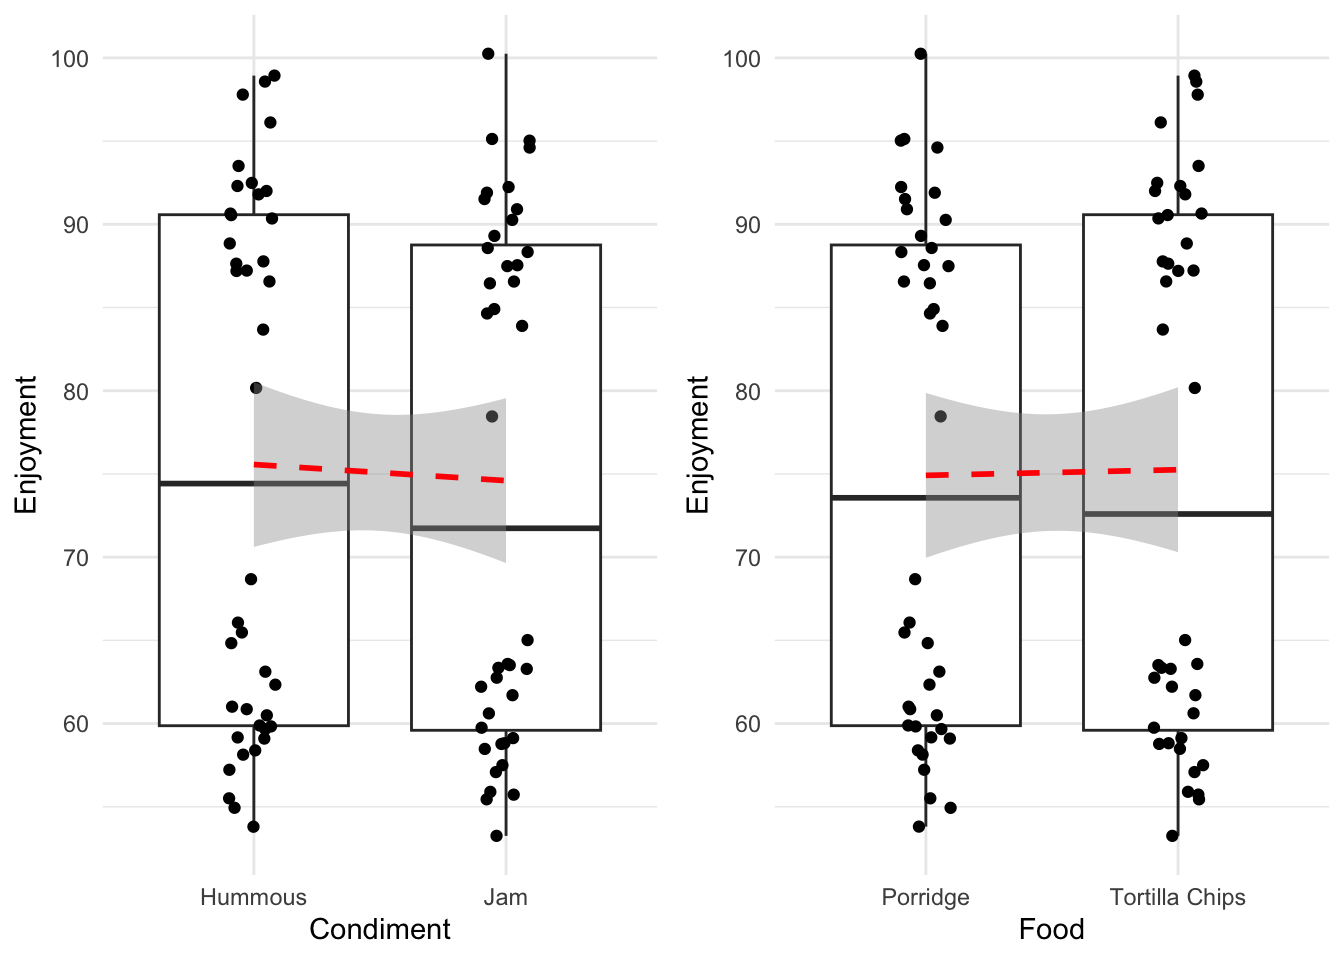 Enjoyment
100
90
80
70
60
Hummous
Jam
Condiment
Enjoyment
100
90
80
70
60
Porridge
Tortilla Chips
Food